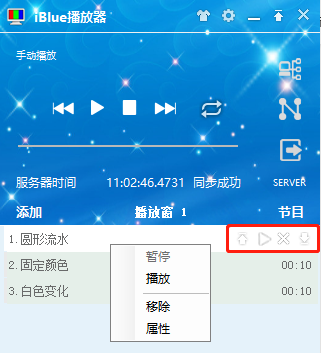 iBlue播放器
手动播放
服务器时间 11:02:46.4731 同步成功 SERVER
添加 播放窗 1 节目
1. 圆形流水
2. 固定颜色 00:10
3. 白色变化 00:10
暂停
播放
移除
属性